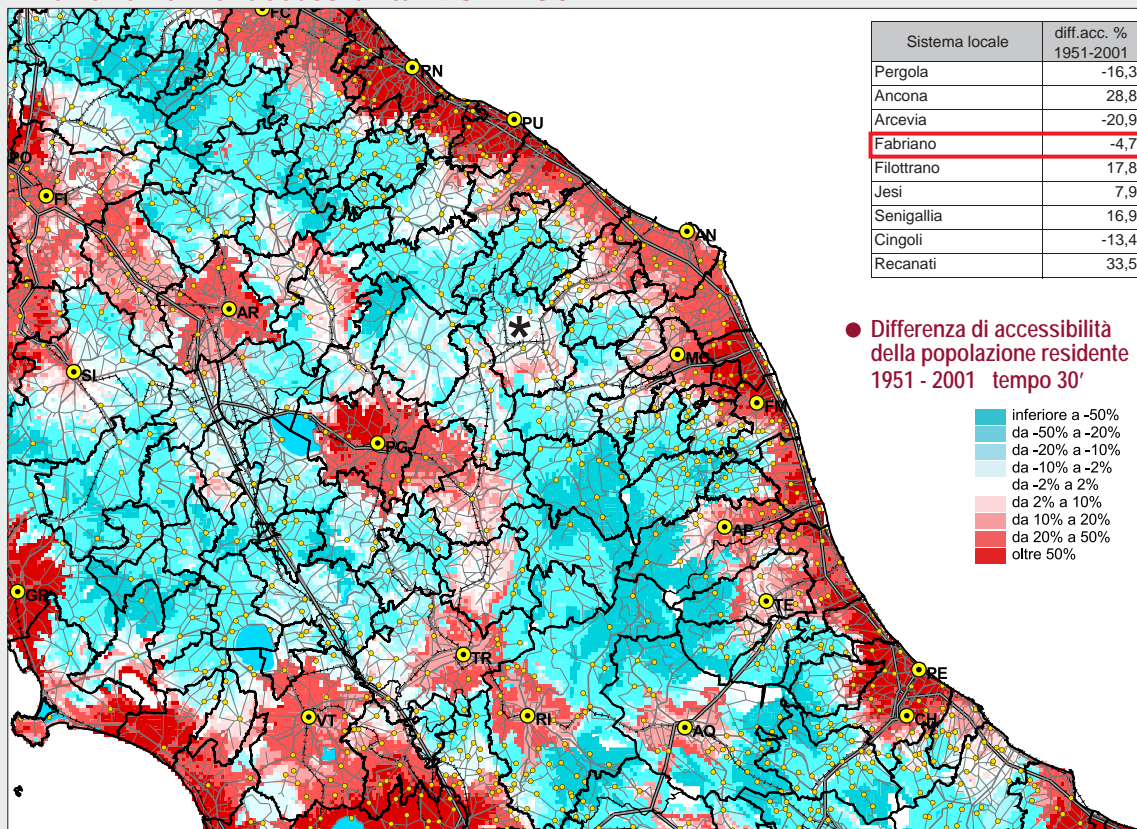 FC
RN
PU
PO
FI
AN
AR
*
MC
SI
FM
PG
AP
GR
TE
TR
PE
VT
RI
CH
AQ
Sistema locale diff.acc. % 1951-2001
Pergola -16,3
Ancona 28,8
Arcevia -20,9
Fabriano -4,7
Filottrano 17,8
Jesi 7,9
Senigallia 16,9
Cingoli -13,4
Recanati 33,5
Differenza di accessibilità
della popolazione residente
1951 - 2001 tempo 30'
inferiore a -50%
da -50% a -20%
da -20% a -10%
da -10% a -2%
da -2% a 2%
da 2% a 10%
da 10% a 20%
da 20% a 50%
oltre 50%